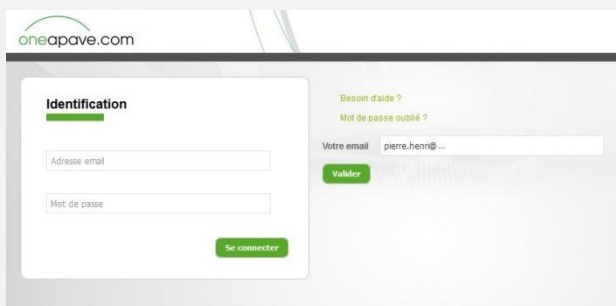 oneapave.com
Identification
Adresse email
Mot de passe
Se connecter
Besoin d'aide ?
Mot de passe oublié ?
Votre email pierre.henri@ ...
Valider